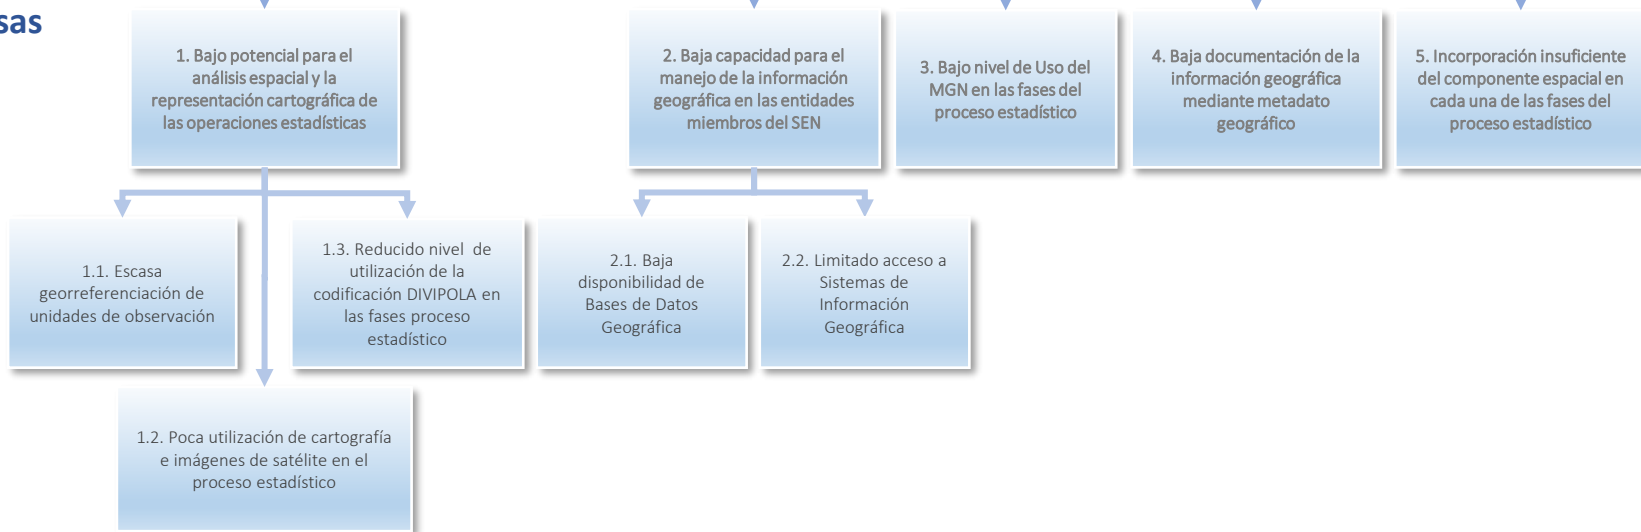 sas
1. Bajo potencial para el
análisis espacial y la
representación cartográfica de
las operaciones estadísticas
2. Baja capacidad para el
manejo de la información
geográfica en las entidades
miembros del SEN
3. Bajo nivel de Uso del
MGN en las fases del
proceso estadístico
4. Baja documentación de la
información geográfica
mediante metadato
geográfico
5. Incorporación insuficiente
del componente espacial en
cada una de las fases del
proceso estadístico
1.1. Escasa
georreferenciación de
unidades de observación
1.3. Reducido nivel de
utilización de la
codificación DIVIPOLA en
las fases proceso
estadístico
2.1. Baja
disponibilidad de
Bases de Datos
Geográfica
2.2. Limitado acceso a
Sistemas de
Información
Geográfica
1.2. Poca utilización de cartografía
e imágenes de satélite en el
proceso estadístico